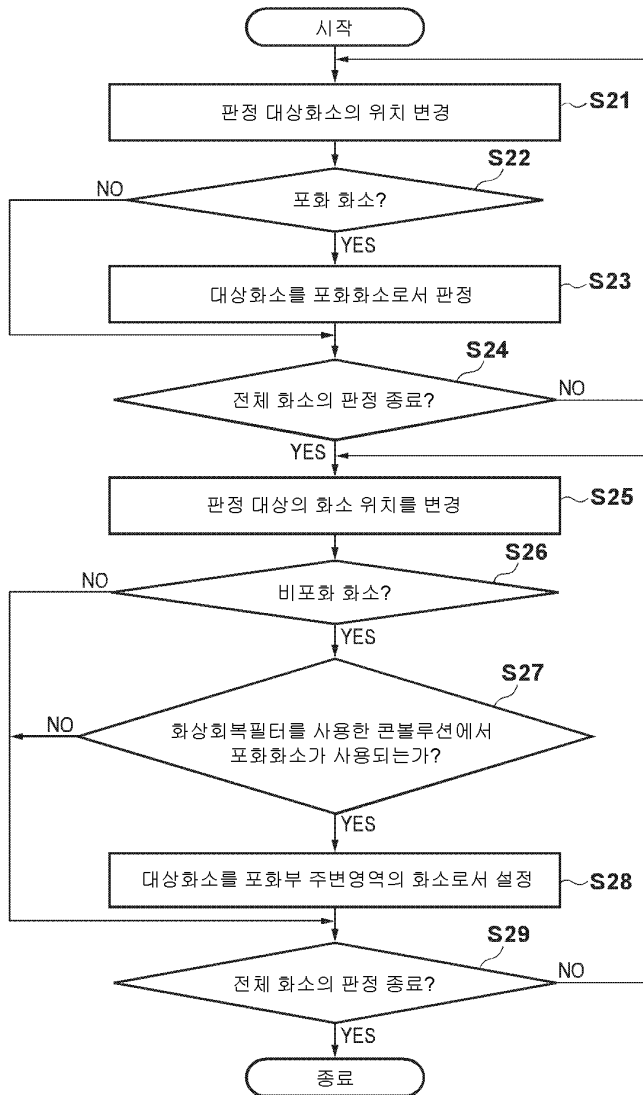 시작
판정 대상화소의 위치 변경
S21
S22
NO
포화 화소?
YES
대상화소를 포화화소로서 판정
S23
S24
전체 화소의 판정 종료?
NO
YES
판정 대상의 화소 위치를 변경
S25
S26
NO
비포화 화소?
YES
S27
NO
화상회복필터를 사용한 콘볼루션에서
포화화소가 사용되는가?
YES
대상화소를 포화부 주변영역의 화소로서 설정
S28
S29
전체 화소의 판정 종료?
NO
YES
종료